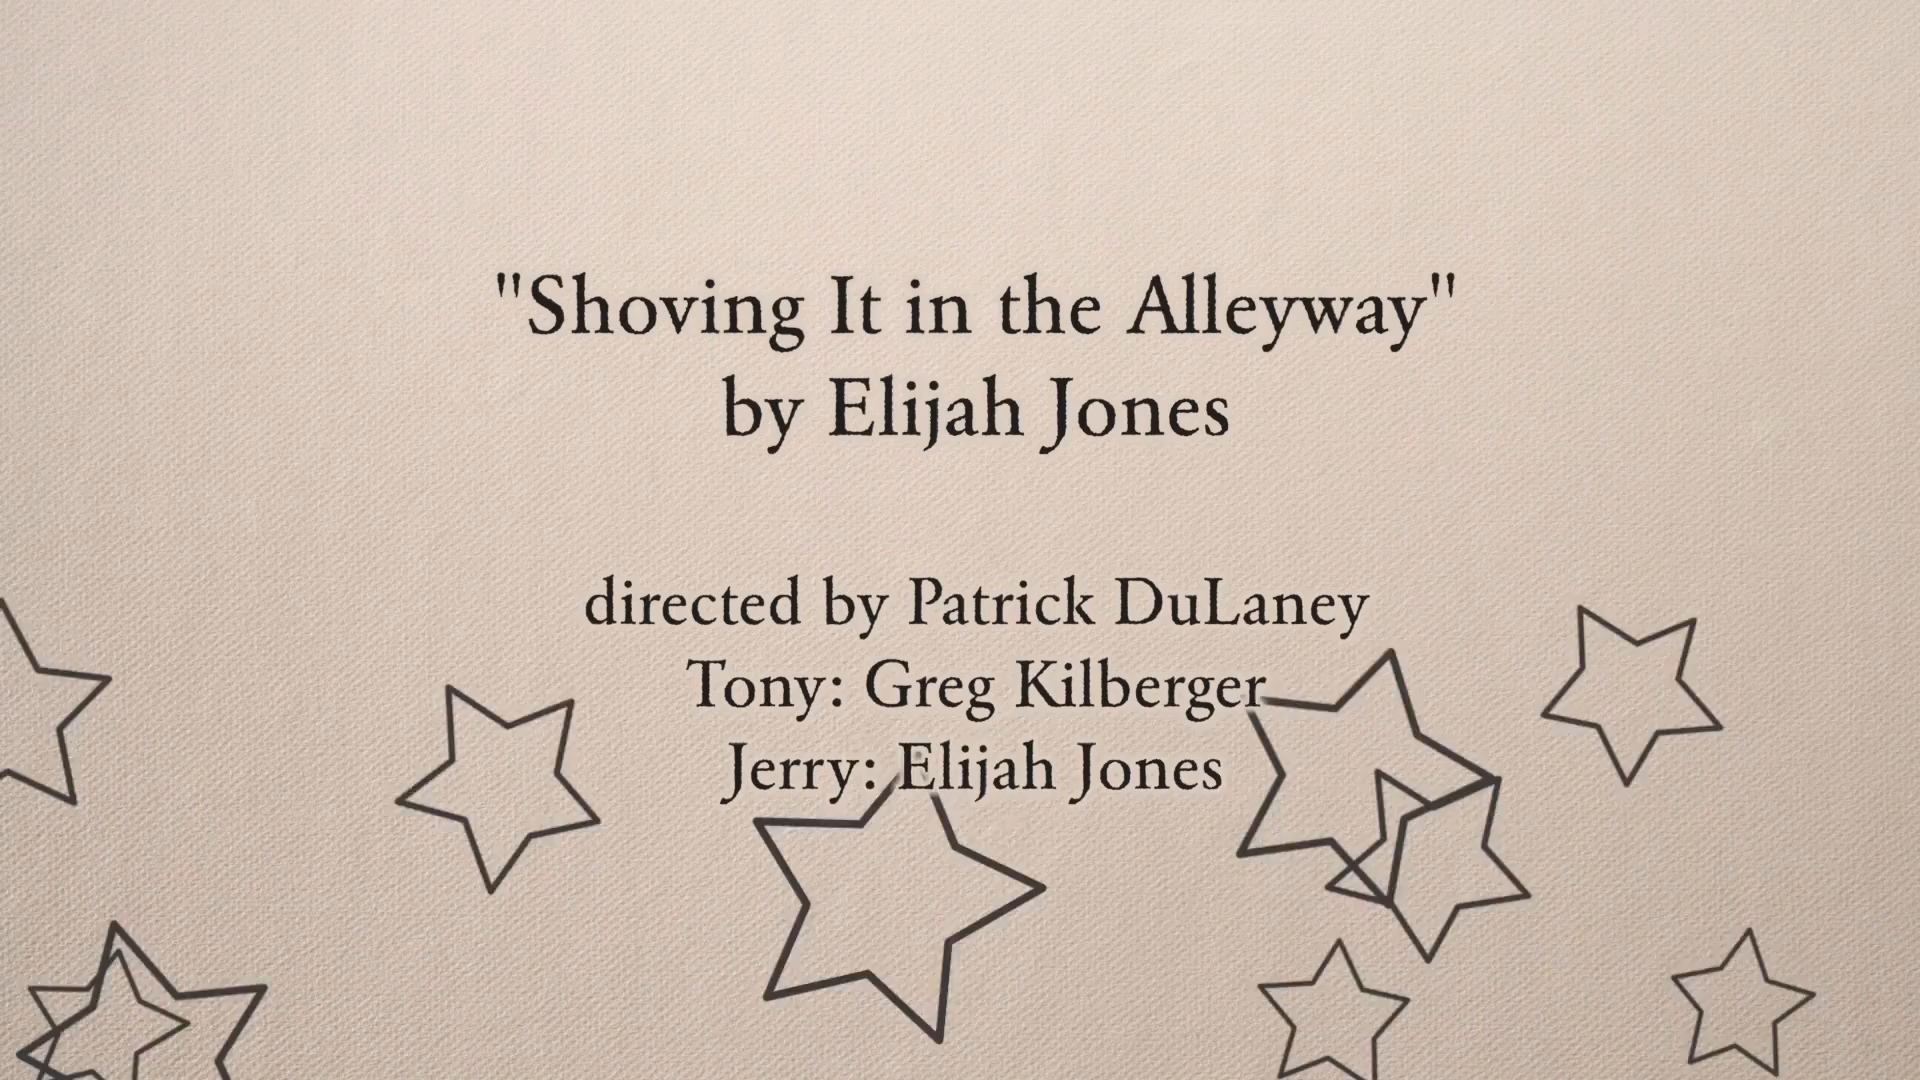 "Shoving It in the Alleyway"
by Elijah Jones
directed by Patrick DuLaney
Tony: Greg Kilberger
Jerry: Elijah Jones